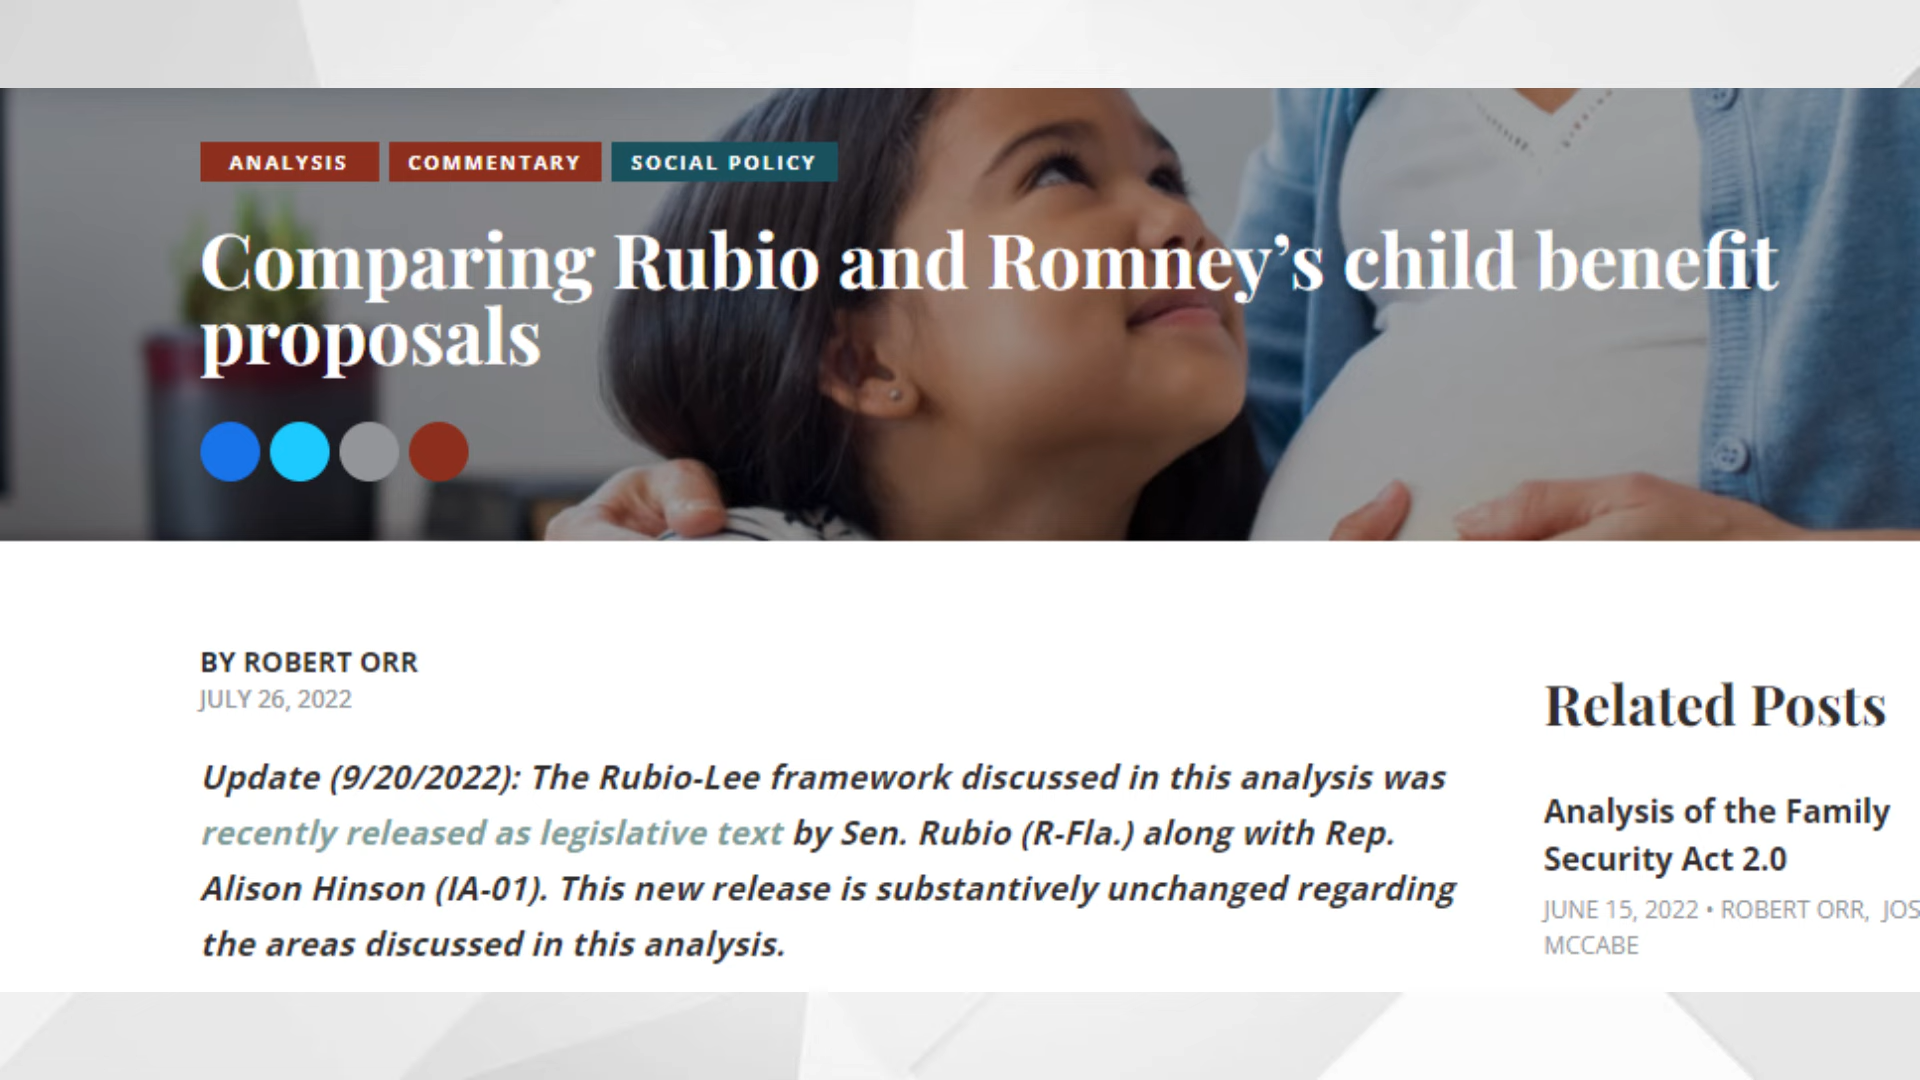 ANALYSIS COMMENTARY SOCIAL POLICY
Comparing Rubio and Romney’s child benefit
proposals
BY ROBERT ORR
JULY 26, 2022
Update (9/20/2022): The Rubio-Lee framework discussed in this analysis was
recently released as legislative text by Sen. Rubio (R-Fla.) along with Rep.
Alison Hinson (IA-01). This new release is substantively unchanged regarding
the areas discussed in this analysis.
Related Posts
Analysis of the Family
Security Act 2.0
JUNE 15, 2022 • ROBERT ORR, JOS
MCCABE